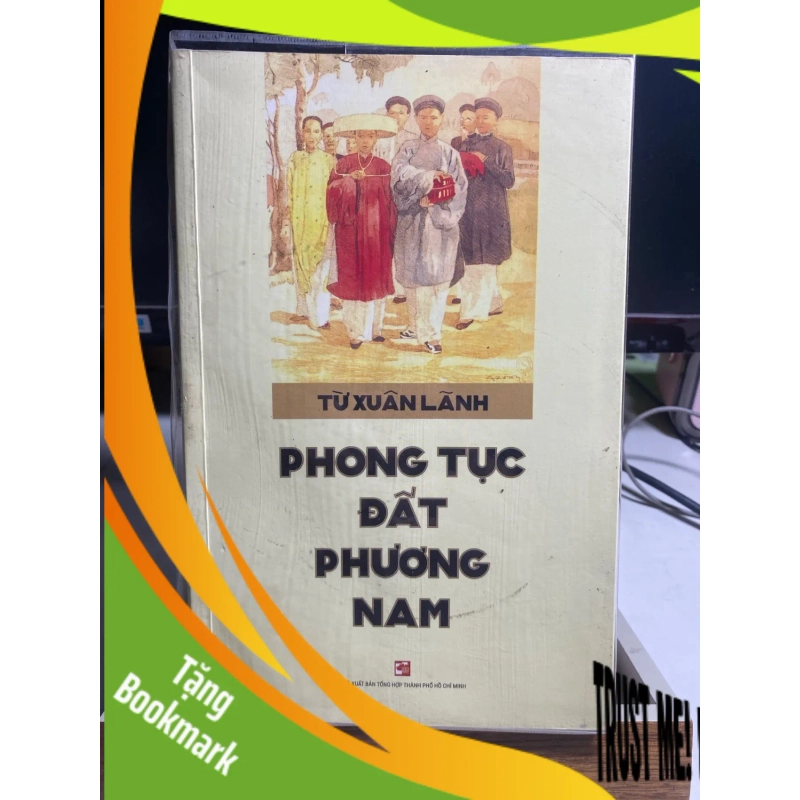 TỪ XUÂN LÃNH
PHONG TỤC
ĐẤT
PHƯƠNG
NAM
XUẤT BẢN TỔNG HỢP THÀNH PHỐ HỒ CHÍ MINH
Tặng
Bookmark
TRUST ME!